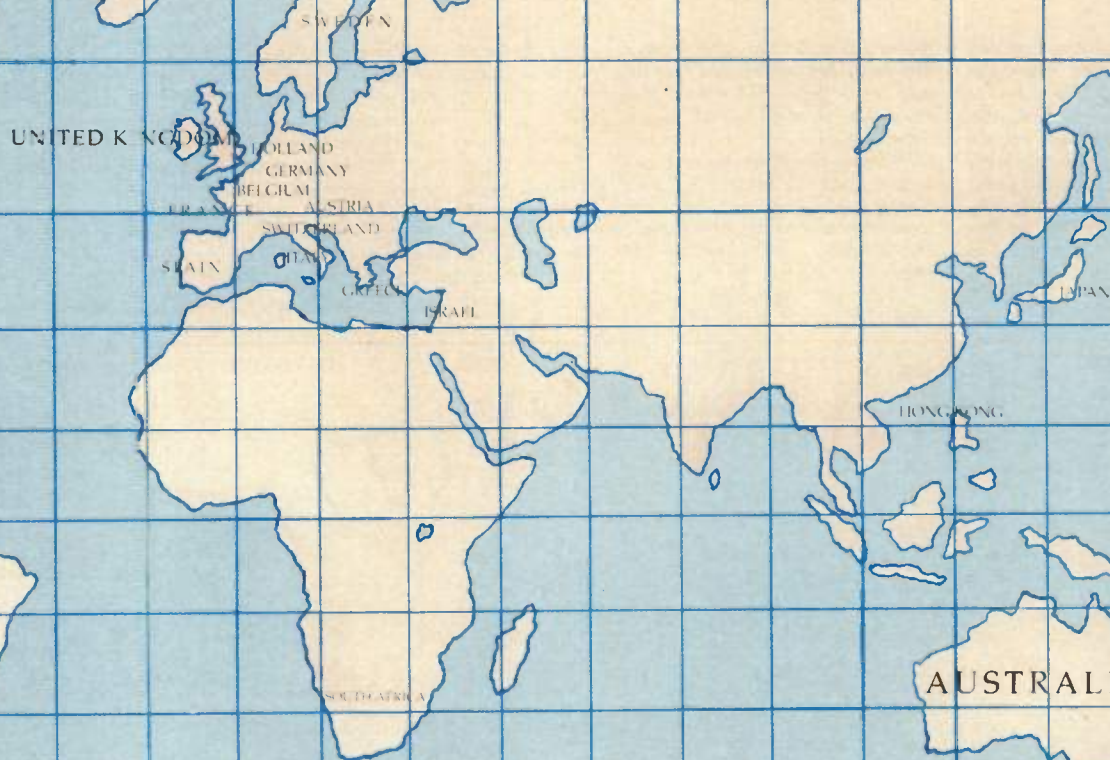 SWEDEN
UNITED KINGDOM
HOLLAND
GERMANY
BELGIUM
FRANCE
AUSTRIA
SWITZERLAND
ITALY
SPAIN
GREECE
ISRAEL
JAPAN
HONG KONG
SOUTH AFRICA
AUSTRAL